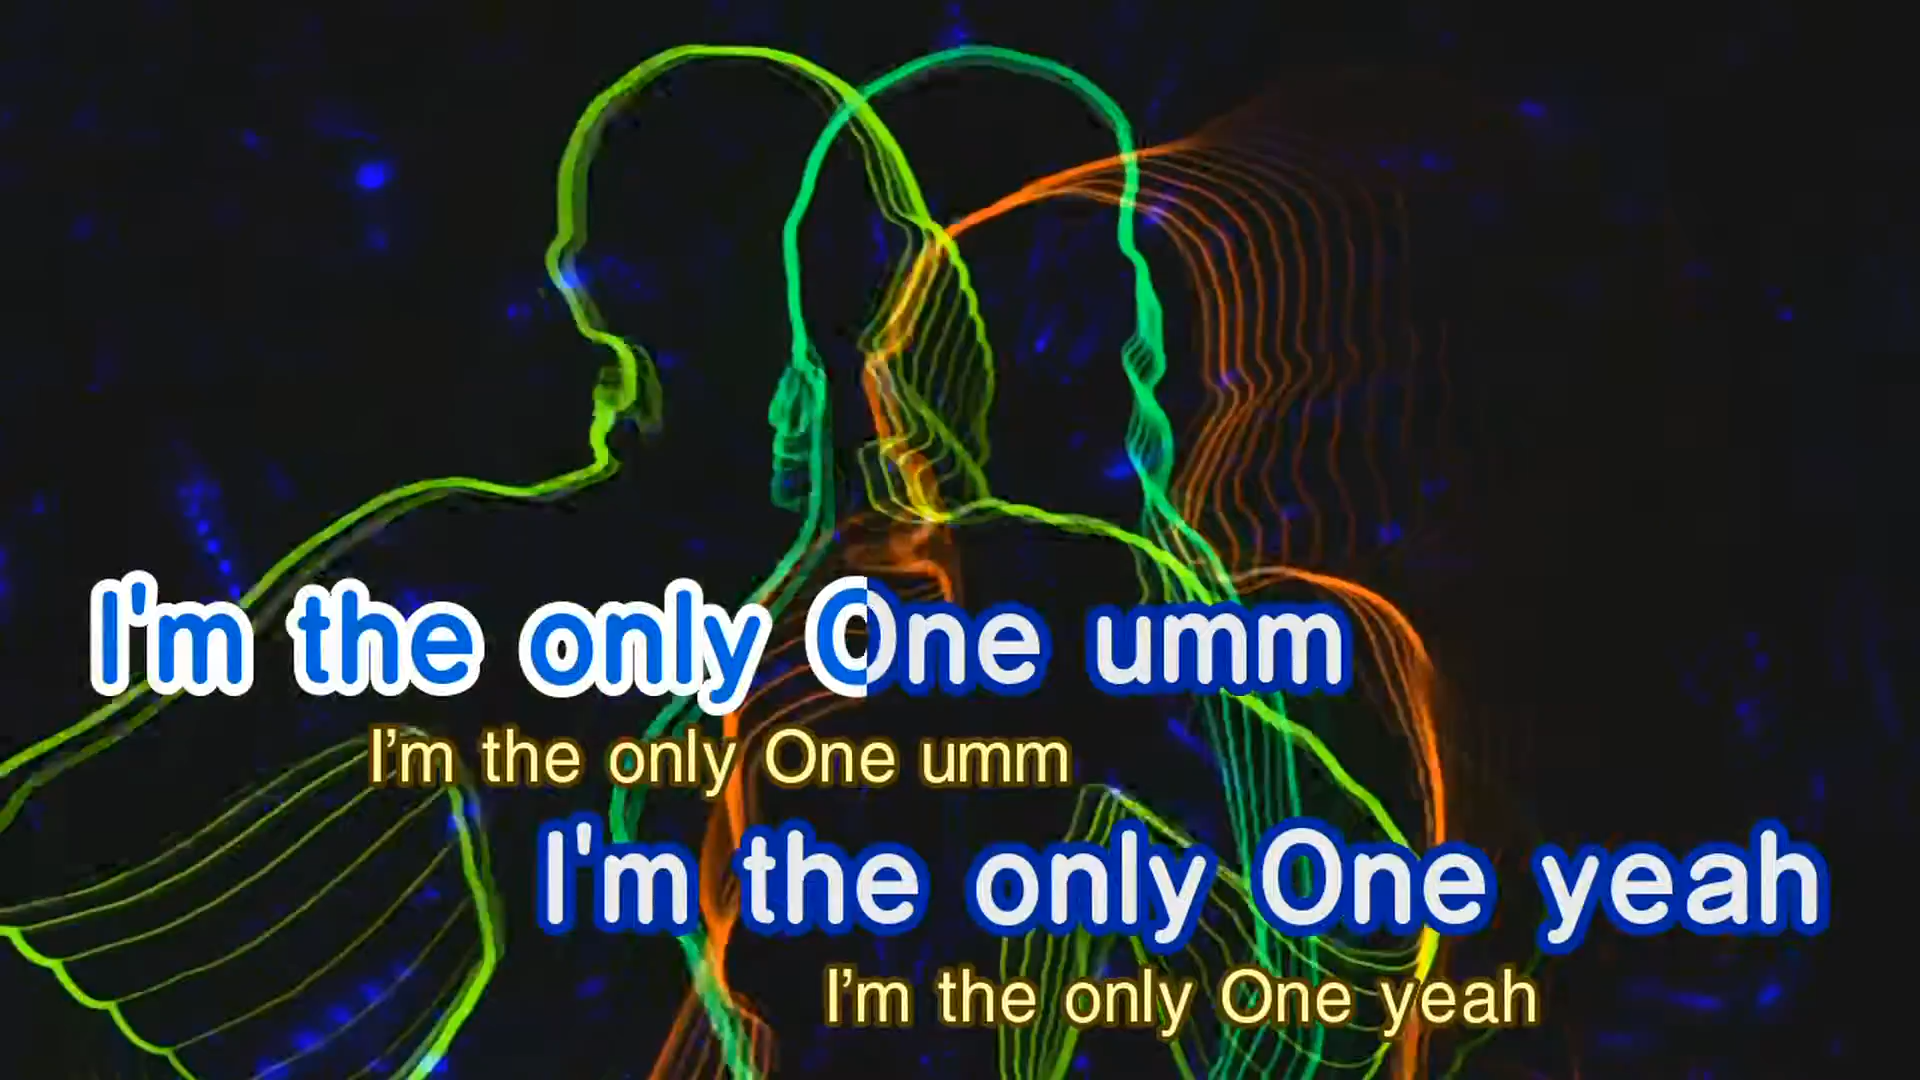 I'm the only One umm
I’m the only One umm
I'm the only One yeah
I’m the only One yeah